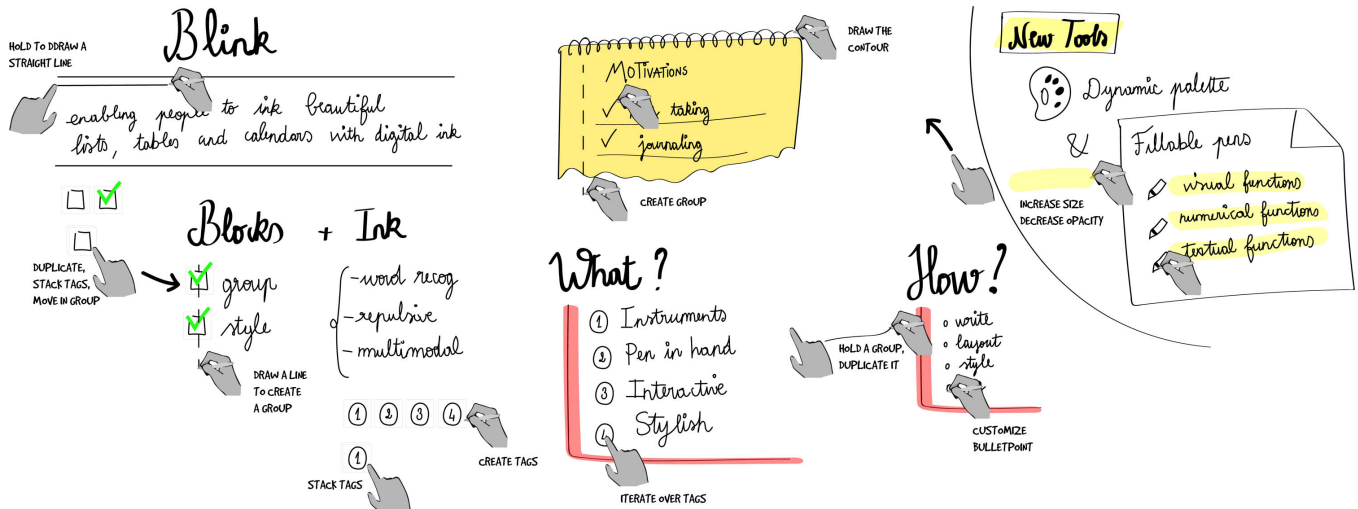 Blink
HOLD TO DDRAW A
STRAIGHT LINE
enabling people to ink beautiful
lists, tables and calendars with digital ink
DUPLICATE,
STACK TAGS,
MOVE IN GROUP
Blocks + Ink
group
style
DRAW A LINE
TO CREATE
A GROUP
- word recog
- repulsive
- multimodal
1 2 3 4
CREATE TAGS
1
STACK TAGS
DRAW THE
CONTOUR
MOTIVATIONS
taking
journaling
CREATE GROUP
What?
1 Instruments
2 Pen in hand
3 Interactive
4 Stylish
ITERATE OVER TAGS
HOLD A GROUP,
DUPLICATE IT
How?
write
layout
style
CUSTOMIZE
BULLETPOINT
New Tools
Dynamic palette
&
INCREASE SIZE
DECREASE OPACITY
Fillable pens
visual functions
numerical functions
textual functions